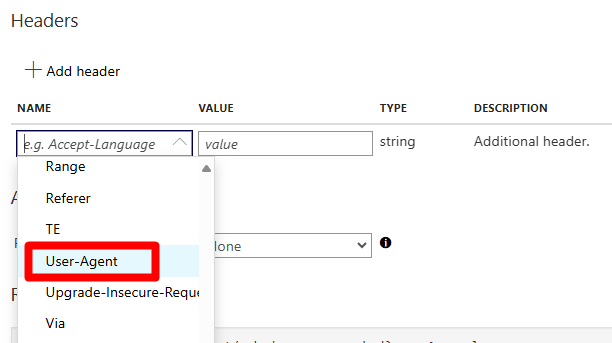 Headers
Add header
NAME VALUE TYPE DESCRIPTION
e.g. Accept-Language value string Additional header.
Range
Referer
TE
User-Agent
Upgrade-Insecure-Reque
Via